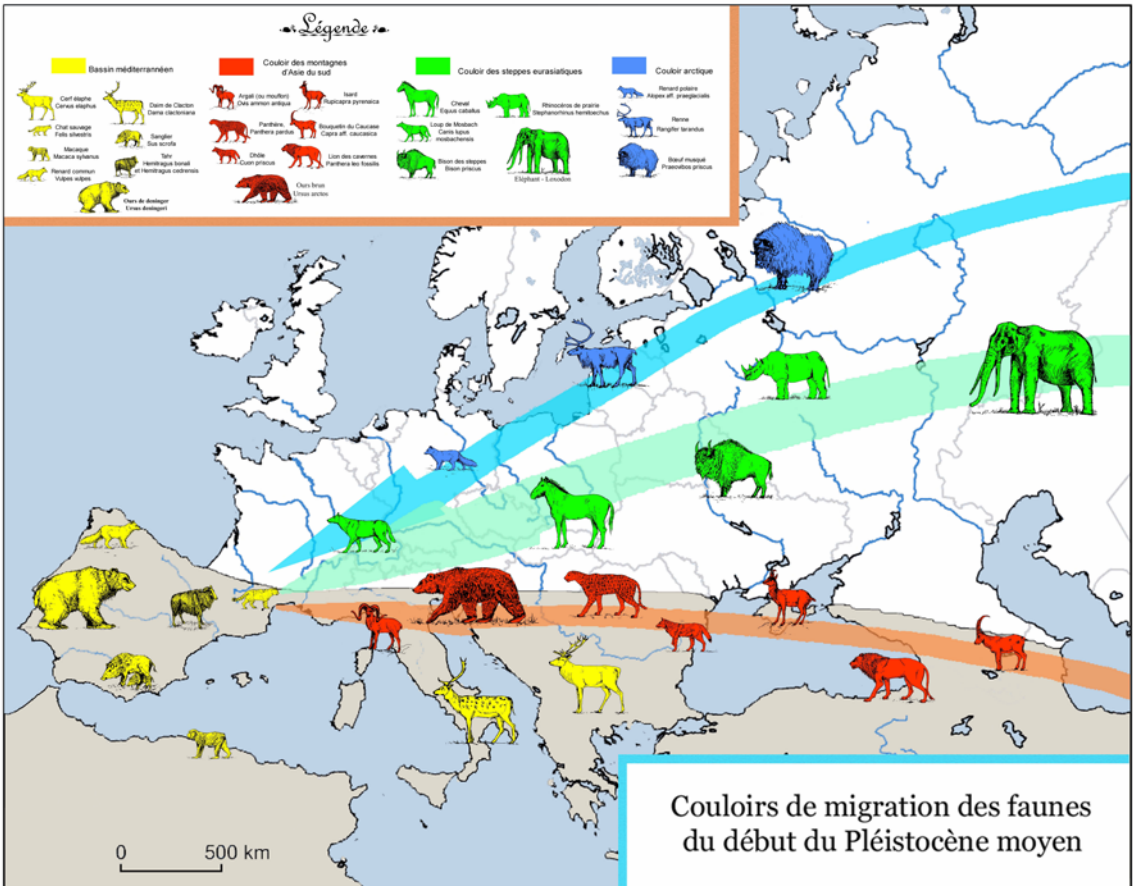 Légende
Bassin méditerrannéen
Cerf élaphe
Cervus elaphus
Daim de Clacton
Dama clactoniana
Chat sauvage
Felis silvestris
Sanglier
Sus scrofa
Macaque
Macaca sylvanus
Tahr
Hemitragus bonali
et Hemitragus cedrensis
Renard commun
Vulpes vulpes
Ours de deninger
Ursus deningeri
Couloir des montagnes
d'Asie du sud
Argali (ou mouflon)
Ovis ammon antiqua
Isard
Rupicapra pyrenaica
Panthère,
Panthera pardus
Bouquetin du Caucase
Capra aff. caucasica
Dhôle
Cuon priscus
Lion des cavernes
Panthera leo fossilis
Ours brun
Ursus arctos
Couloir des steppes eurasiatiques
Cheval
Equus caballus
Rhinocéros de prairie
Stephanorhinus hemitoechus
Loup de Mosbach
Canis lupus
mosbachensis
Bison des steppes
Bison priscus
Eléphant - Loxodon
Couloir arctique
Renard polaire
Alopex aff. praeglacialis
Renne
Rangifer tarandus
Bœuf musqué
Praeovibos priscus
0 500 km
Couloirs de migration des faunes
du début du Pléistocène moyen